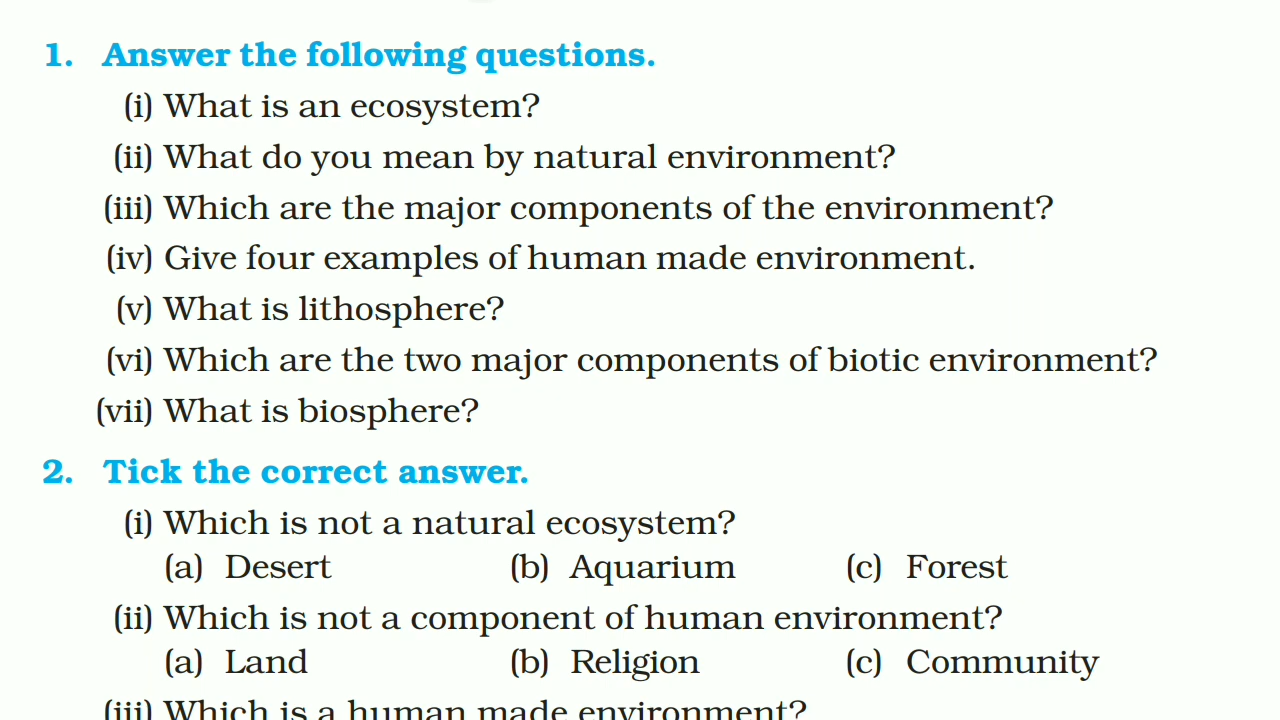 1. Answer the following questions.
(i) What is an ecosystem?
(ii) What do you mean by natural environment?
(iii) Which are the major components of the environment?
(iv) Give four examples of human made environment.
(v) What is lithosphere?
(vi) Which are the two major components of biotic environment?
(vii) What is biosphere?
2. Tick the correct answer.
(i) Which is not a natural ecosystem?
(a) Desert (b) Aquarium (c) Forest
(ii) Which is not a component of human environment?
(a) Land (b) Religion (c) Community
(iii) Which is a human made environment?